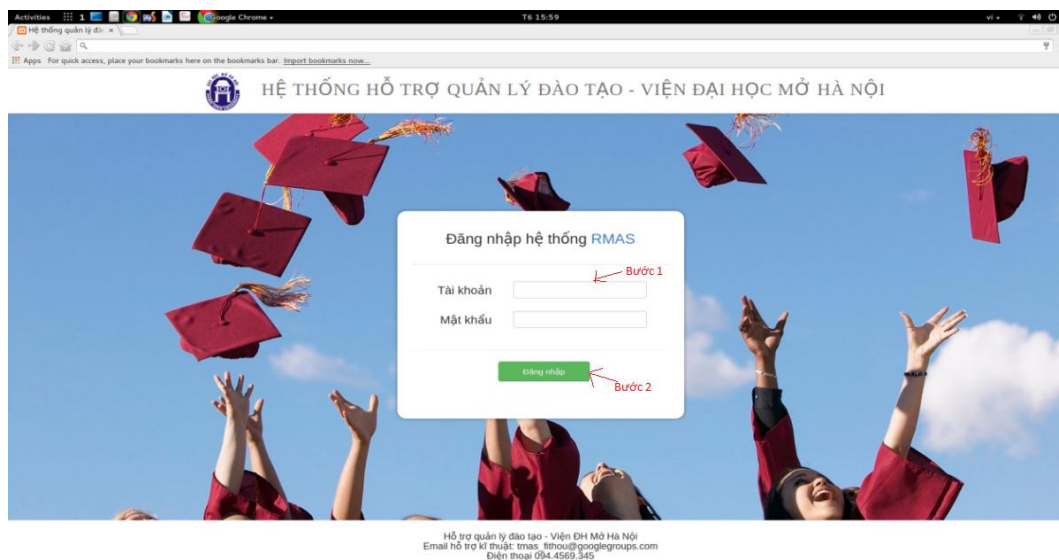 Activities 1 Google Chrome T6 15:59 vi
Hệ thống quản lý đào
Apps For quick access, place your bookmarks here on the bookmarks bar. Import bookmarks now...
HỆ THỐNG HỖ TRỢ QUẢN LÝ ĐÀO TẠO - VIỆN ĐẠI HỌC MỞ HÀ NỘI
Đăng nhập hệ thống RMAS
Bước 1
Tài khoản
Mật khẩu
Đăng nhập
Bước 2
Hỗ trợ quản lý đào tạo - Viện ĐH Mở Hà Nội
Email hỗ trợ kĩ thuật: tmas_fithou@googlegroups.com
Điện thoại 094.4569.345